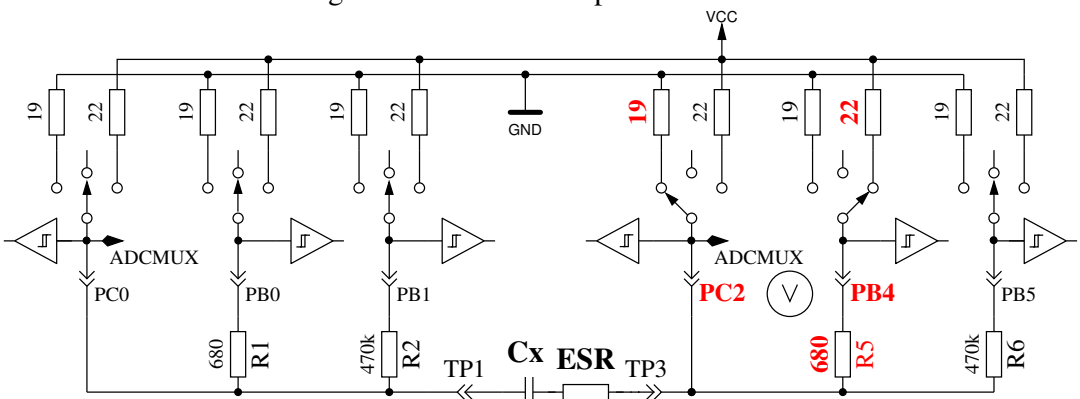 VCC
19 22 19 22 19 22 19 22 19 22 19 22
GND
ADCMUX ADCMUX
PC0 PB0 PB1 PC2 V PB4 PB5
680 R1 470k R2 680 R5 470k R6
TP1 Cx ESR TP3